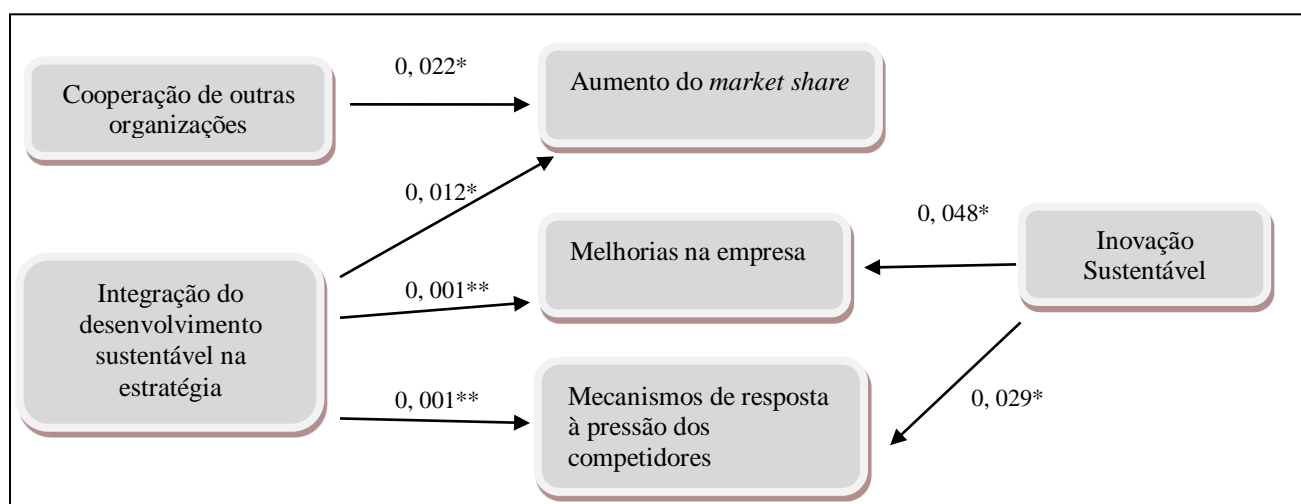 Cooperação de outras
organizações
0, 022*
Aumento do market share
0, 012*
Integração do
desenvolvimento
sustentável na
estratégia
0, 001**
Melhorias na empresa
0, 048*
Inovação
Sustentável
0, 001**
Mecanismos de resposta
à pressão dos
competidores
0, 029*